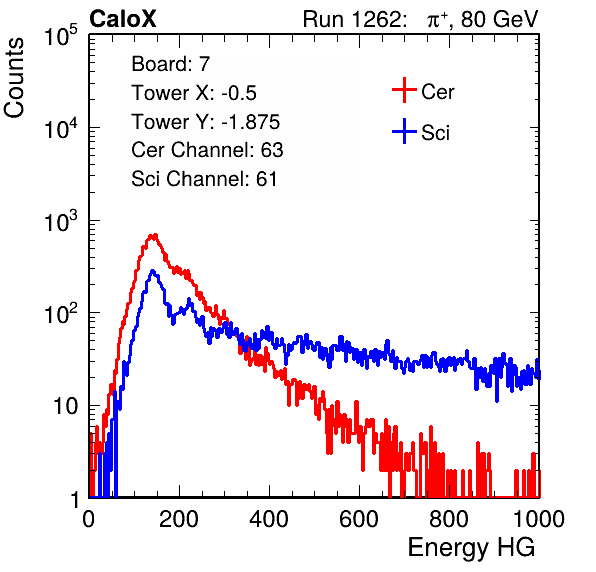 CaloX Run 1262: π⁺, 80 GeV
Counts
10⁵
10⁴
10³
10²
10
1
Board: 7
Tower X: -0.5
Tower Y: -1.875
Cer Channel: 63
Sci Channel: 61
Cer
Sci
0 200 400 600 800 1000
Energy HG